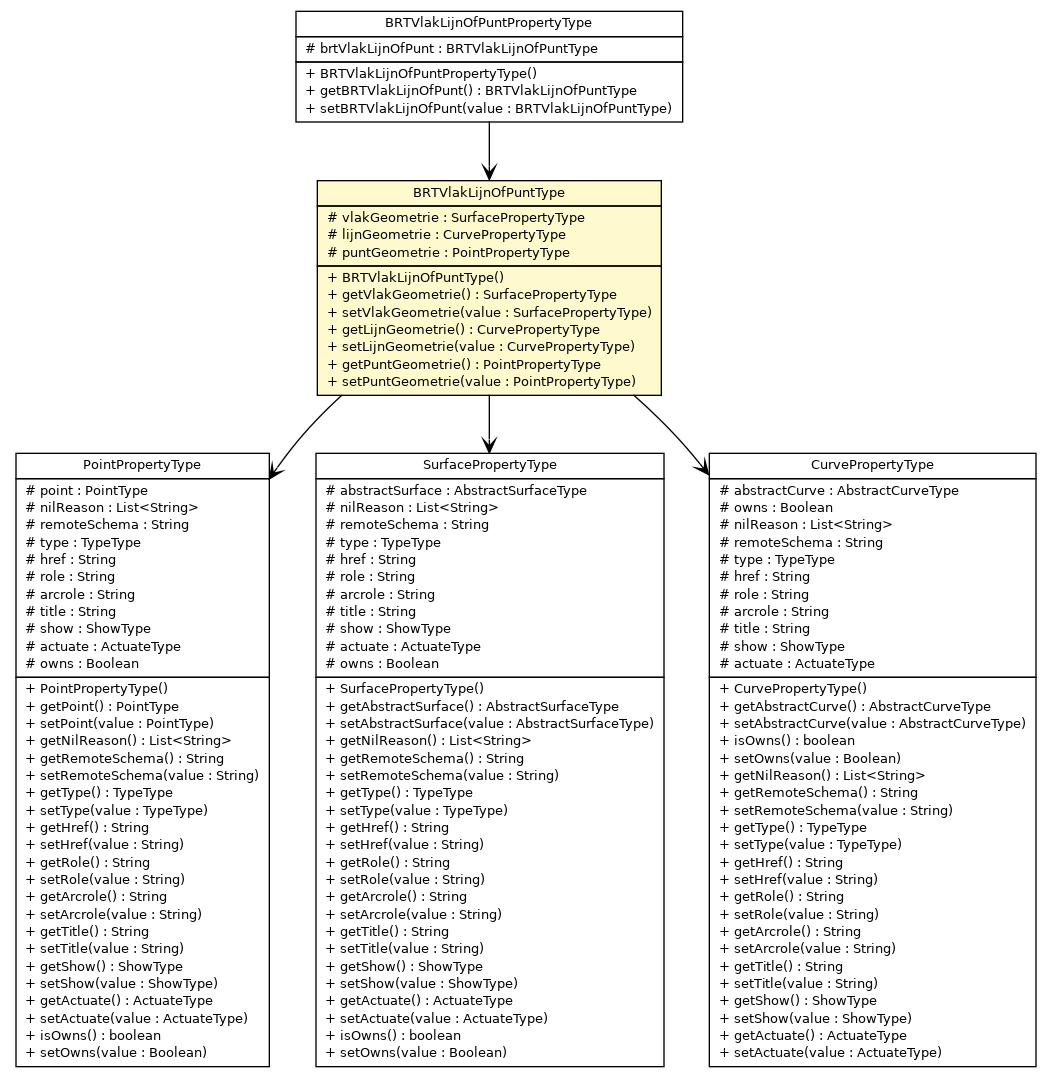 BRTVlakLijnOfPuntPropertyType
# brtVlakLijnOfPunt : BRTVlakLijnOfPuntType
+ BRTVlakLijnOfPuntPropertyType()
+ getBRTVlakLijnOfPunt() : BRTVlakLijnOfPuntType
+ setBRTVlakLijnOfPunt(value : BRTVlakLijnOfPuntType)
BRTVlakLijnOfPuntType
# vlakGeometrie : SurfacePropertyType
# lijnGeometrie : CurvePropertyType
# puntGeometrie : PointPropertyType
+ BRTVlakLijnOfPuntType()
+ getVlakGeometrie() : SurfacePropertyType
+ setVlakGeometrie(value : SurfacePropertyType)
+ getLijnGeometrie() : CurvePropertyType
+ setLijnGeometrie(value : CurvePropertyType)
+ getPuntGeometrie() : PointPropertyType
+ setPuntGeometrie(value : PointPropertyType)
PointPropertyType
# point : PointType
# nilReason : List<String>
# remoteSchema : String
# type : TypeType
# href : String
# role : String
# arcrole : String
# title : String
# show : ShowType
# actuate : ActuateType
# owns : Boolean
+ PointPropertyType()
+ getPoint() : PointType
+ setPoint(value : PointType)
+ getNilReason() : List<String>
+ getRemoteSchema() : String
+ setRemoteSchema(value : String)
+ getType() : TypeType
+ setType(value : TypeType)
+ getHref() : String
+ setHref(value : String)
+ getRole() : String
+ setRole(value : String)
+ getArcrole() : String
+ setArcrole(value : String)
+ getTitle() : String
+ setTitle(value : String)
+ getShow() : ShowType
+ setShow(value : ShowType)
+ getActuate() : ActuateType
+ setActuate(value : ActuateType)
+ isOwns() : boolean
+ setOwns(value : Boolean)
SurfacePropertyType
# abstractSurface : AbstractSurfaceType
# nilReason : List<String>
# remoteSchema : String
# type : TypeType
# href : String
# role : String
# arcrole : String
# title : String
# show : ShowType
# actuate : ActuateType
# owns : Boolean
+ SurfacePropertyType()
+ getAbstractSurface() : AbstractSurfaceType
+ setAbstractSurface(value : AbstractSurfaceType)
+ getNilReason() : List<String>
+ getRemoteSchema() : String
+ setRemoteSchema(value : String)
+ getType() : TypeType
+ setType(value : TypeType)
+ getHref() : String
+ setHref(value : String)
+ getRole() : String
+ setRole(value : String)
+ getArcrole() : String
+ setArcrole(value : String)
+ getTitle() : String
+ setTitle(value : String)
+ getShow() : ShowType
+ setShow(value : ShowType)
+ getActuate() : ActuateType
+ setActuate(value : ActuateType)
+ isOwns() : boolean
+ setOwns(value : Boolean)
CurvePropertyType
# abstractCurve : AbstractCurveType
# owns : Boolean
# nilReason : List<String>
# remoteSchema : String
# type : TypeType
# href : String
# role : String
# arcrole : String
# title : String
# show : ShowType
# actuate : ActuateType
+ CurvePropertyType()
+ getAbstractCurve() : AbstractCurveType
+ setAbstractCurve(value : AbstractCurveType)
+ isOwns() : boolean
+ setOwns(value : Boolean)
+ getNilReason() : List<String>
+ getRemoteSchema() : String
+ setRemoteSchema(value : String)
+ getType() : TypeType
+ setType(value : TypeType)
+ getHref() : String
+ setHref(value : String)
+ getRole() : String
+ setRole(value : String)
+ getArcrole() : String
+ setArcrole(value : String)
+ getTitle() : String
+ setTitle(value : String)
+ getShow() : ShowType
+ setShow(value : ShowType)
+ getActuate() : ActuateType
+ setActuate(value : ActuateType)